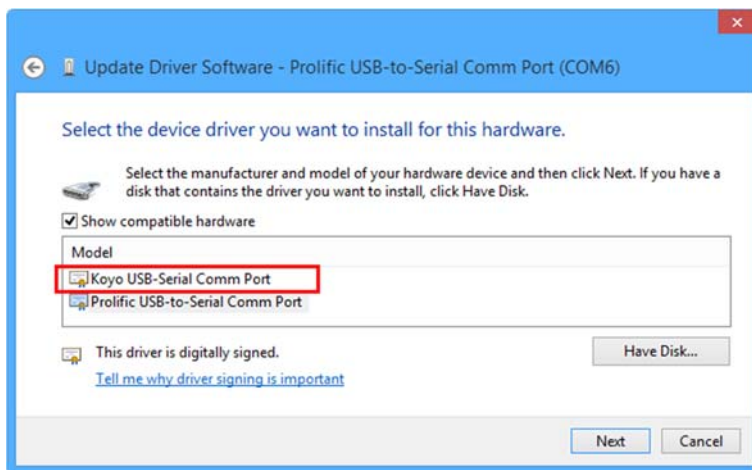 Update Driver Software - Prolific USB-to-Serial Comm Port (COM6)
Select the device driver you want to install for this hardware.
Select the manufacturer and model of your hardware device and then click Next. If you have a
disk that contains the driver you want to install, click Have Disk.
Show compatible hardware
Model
Koyo USB-Serial Comm Port
Prolific USB-to-Serial Comm Port
This driver is digitally signed.
Have Disk...
Tell me why driver signing is important
Next
Cancel